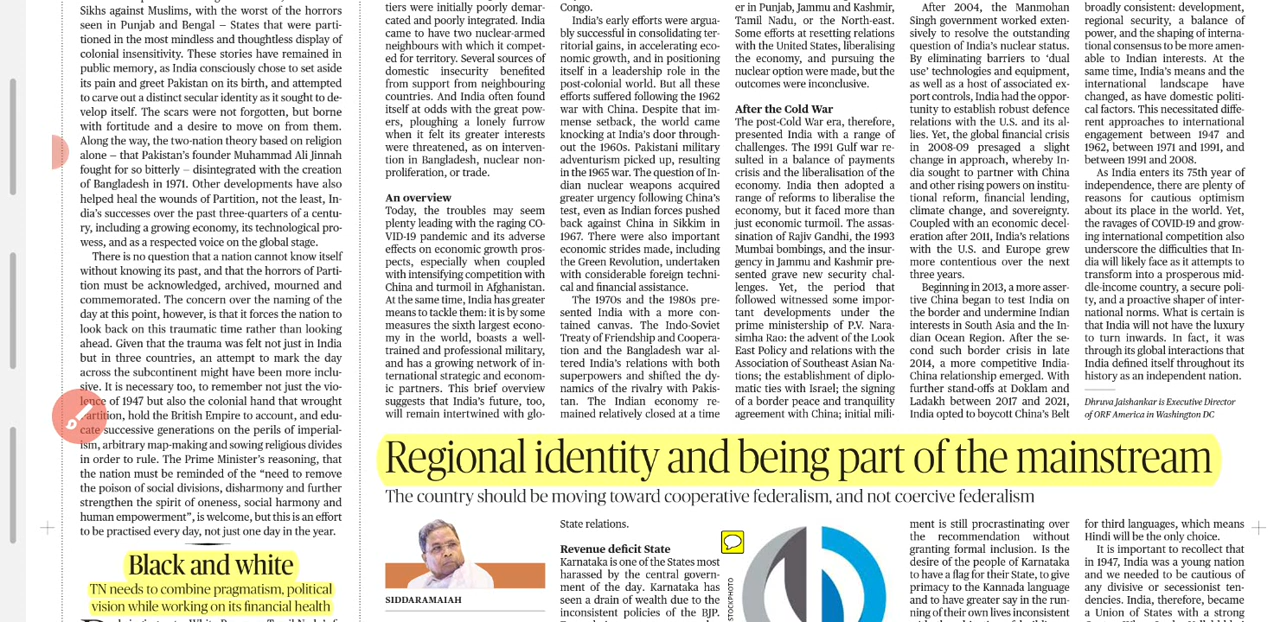 Sikhs against Muslims, with the worst of the horrors
seen in Punjab and Bengal – States that were parti-
tioned in the most mindless and thoughtless display of
colonial insensitivity. These stories have remained in
public memory, as India consciously chose to set aside
its pain and greet Pakistan on its birth, and attempted
to carve out a distinct secular identity as it sought to de-
velop itself. The scars were not forgotten, but borne
with fortitude and a desire to move on from them.
Along the way, the two-nation theory based on religion
alone – that Pakistan's founder Muhammad Ali Jinnah
fought for so bitterly – disintegrated with the creation
of Bangladesh in 1971. Other developments have also
helped heal the wounds of Partition, not the least, In-
dia's successes over the past three-quarters of a centu-
ry, including a growing economy, its technological pro-
wess, and as a respected voice on the global stage.
There is no question that a nation cannot know itself
without knowing its past, and that the horrors of Parti-
tion must be acknowledged, archived, mourned and
commemorated. The concern over the naming of the
day at this point, however, is that it forces the nation to
look back on this traumatic time rather than looking
ahead. Given that the trauma was felt not just in India
but in three countries, an attempt to mark the day
across the subcontinent might have been more inclu-
sive. It is necessary too, to remember not just the vio-
lence of 1947 but also the colonial hand that wrought
Partition, hold the British Empire to account, and edu-
cate successive generations on the perils of imperial-
ism, arbitrary map-making and sowing religious divides
in order to rule. The Prime Minister's reasoning, that
the nation must be reminded of the "need to remove
the poison of social divisions, disharmony and further
strengthen the spirit of oneness, social harmony and
human empowerment", is welcome, but this is an effort
to be practised every day, not just one day in the year.
Black and white
TN needs to combine pragmatism, political
vision while working on its financial health
tiers were initially poorly demar-
cated and poorly integrated. India
came to have two nuclear-armed
neighbours with which it compet-
ed for territory. Several sources of
domestic insecurity benefited
from support from neighbouring
countries. And India often found
itself at odds with the great pow-
ers, ploughing a lonely furrow
when it felt its greater interests
were threatened, as on interven-
tion in Bangladesh, nuclear non-
proliferation, or trade.
An overview
Today, the troubles may seem
plenty leading with the raging CO-
VID-19 pandemic and its adverse
effects on economic growth pros-
pects, especially when coupled
with intensifying competition with
China and turmoil in Afghanistan.
At the same time, India has greater
means to tackle them: it is by some
measures the sixth largest econo-
my in the world, boasts a well-
trained and professional military,
and has a growing network of in-
ternational strategic and econom-
ic partners. This brief overview
suggests that India's future, too,
will remain intertwined with glo-
Congo.
India's early efforts were argua-
bly successful in consolidating ter-
ritorial gains, in accelerating eco-
nomic growth, and in positioning
itself in a leadership role in the
post-colonial world. But all these
efforts suffered following the 1962
war with China. Despite that im-
mense setback, the world came
knocking at India's door through-
out the 1960s. Pakistani military
adventurism picked up, resulting
in the 1965 war. The question of In-
dian nuclear weapons acquired
greater urgency following China's
test, even as Indian forces pushed
back against China in Sikkim in
1967. There were also important
economic strides made, including
the Green Revolution, undertaken
with considerable foreign techni-
cal and financial assistance.
The 1970s and the 1980s pre-
sented India with a more con-
tained canvas. The Indo-Soviet
Treaty of Friendship and Coopera-
tion and the Bangladesh war al-
tered India's relations with both
superpowers and shifted the dy-
namics of the rivalry with Pakis-
tan. The Indian economy re-
mained relatively closed at a time
er in Punjab, Jammu and Kashmir,
Tamil Nadu, or the North-east.
Some efforts at resetting relations
with the United States, liberalising
the economy, and pursuing the
nuclear option were made, but the
outcomes were inconclusive.
After the Cold War
The post-Cold War era, therefore,
presented India with a range of
challenges. The 1991 Gulf war re-
sulted in a balance of payments
crisis and the liberalisation of the
economy. India then adopted a
range of reforms to liberalise the
economy, but it faced more than
just economic turmoil. The assas-
sination of Rajiv Gandhi, the 1993
Mumbai bombings, and the insur-
gency in Jammu and Kashmir pre-
sented grave new security chal-
lenges. Yet, the period that
followed witnessed some impor-
tant developments under the
prime ministership of P.V. Nara-
simha Rao: the advent of the Look
East Policy and relations with the
Association of Southeast Asian Na-
tions; the establishment of diplo-
matic ties with Israel; the signing
of a border peace and tranquility
agreement with China; initial mili-
After 2004, the Manmohan
Singh government worked exten-
sively to resolve the outstanding
question of India's nuclear status.
By eliminating barriers to 'dual
use' technologies and equipment,
as well as a host of associated ex-
port controls, India had the oppor-
tunity to establish robust defence
relations with the U.S. and its al-
lies. Yet, the global financial crisis
in 2008-09 presaged a slight
change in approach, whereby In-
dia sought to partner with China
and other rising powers on institu-
tional reform, financial lending,
climate change, and sovereignty.
Coupled with an economic decel-
eration after 2011, India's relations
with the U.S. and Europe grew
more contentious over the next
three years.
Beginning in 2013, a more asser-
tive China began to test India on
the border and undermine Indian
interests in South Asia and the In-
dian Ocean Region. After the se-
cond such border crisis in late
2014, a more competitive India-
China relationship emerged. With
further stand-offs at Doklam and
Ladakh between 2017 and 2021,
India opted to boycott China's Belt
broadly consistent: development,
regional security, a balance of
power, and the shaping of interna-
tional consensus to be more amen-
able to Indian interests. At the
same time, India's means and the
international landscape have
changed, as have domestic politi-
cal factors. This necessitated diffe-
rent approaches to international
engagement between 1947 and
1962, between 1971 and 1991, and
between 1991 and 2008.
As India enters its 75th year of
independence, there are plenty of
reasons for cautious optimism
about its place in the world. Yet,
the ravages of COVID-19 and grow-
ing international competition also
underscore the difficulties that In-
dia will likely face as it attempts to
transform into a prosperous mid-
dle-income country, a secure poli-
ty, and a proactive shaper of inter-
national norms. What is certain is
that India will not have the luxury
to turn inwards. In fact, it was
through its global interactions that
India defined itself throughout its
history as an independent nation.
Dhruva Jaishankar is Executive Director
of ORF America in Washington DC
Regional identity and being part of the mainstream
The country should be moving toward cooperative federalism, and not coercive federalism
SIDDARAMAIAH
State relations.
Revenue deficit State
Karnataka is one of the States most
harassed by the central govern-
ment of the day. Karnataka has
seen a drain of wealth due to the
inconsistent policies of the BJP.
STOCKPHOTO
ment is still procrastinating over
the recommendation without
granting formal inclusion. Is the
desire of the people of Karnataka
to have a flag for their State, to give
primacy to the Kannada language
and to have greater say in the run-
ning of their own lives inconsistent
for third languages, which means
Hindi will be the only choice.
It is important to recollect that
in 1947, India was a young nation
and we needed to be cautious of
any divisive or secessionist ten-
dencies. India, therefore, became
a Union of States with a strong